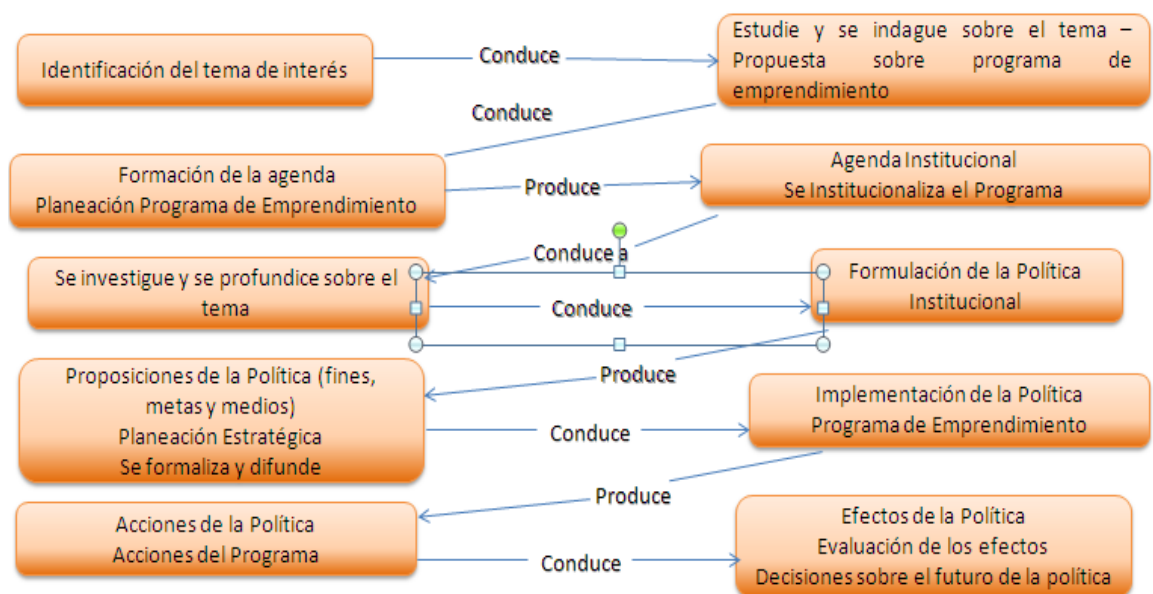 Identificación del tema de interés
Conduce
Estudie y se indague sobre el tema –
Propuesta sobre programa de
emprendimiento
Conduce
Formación de la agenda
Planeación Programa de Emprendimiento
Produce
Agenda Institucional
Se Institucionaliza el Programa
Conduce a
Se investigue y se profundice sobre el
tema
Conduce
Formulación de la Política
Institucional
Produce
Proposiciones de la Política (fines,
metas y medios)
Planeación Estratégica
Se formaliza y difunde
Conduce
Implementación de la Política
Programa de Emprendimiento
Produce
Acciones de la Política
Acciones del Programa
Conduce
Efectos de la Política
Evaluación de los efectos
Decisiones sobre el futuro de la política